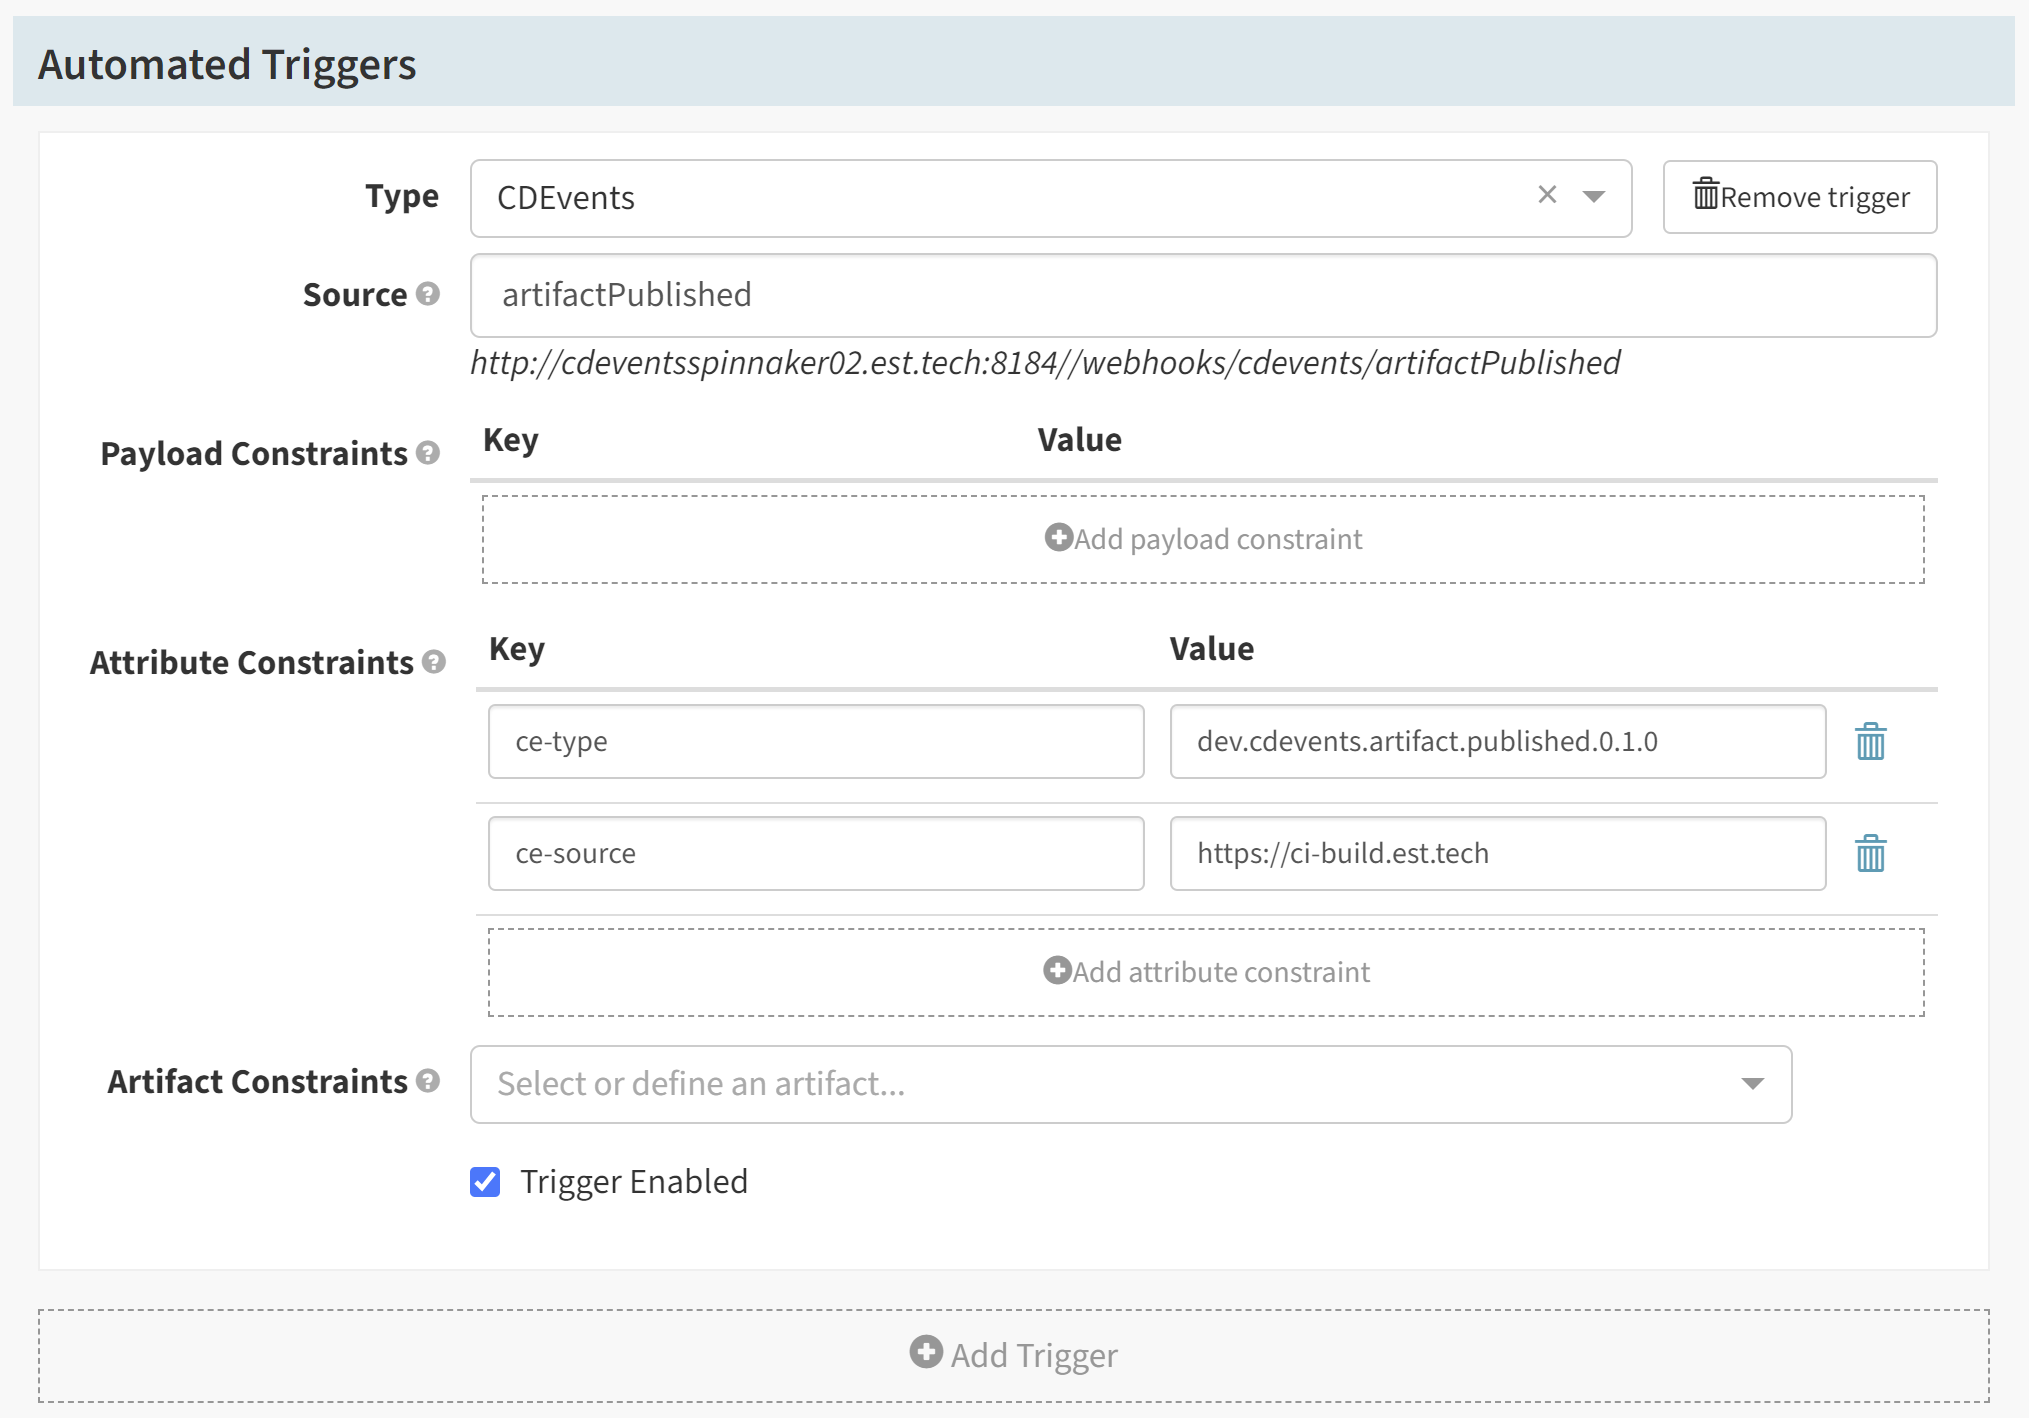 Automated Triggers
Type CDEvents Remove trigger
Source artifactPublished
http://cdeventsspinnaker02.est.tech:8184//webhooks/cdevents/artifactPublished
Payload Constraints Key Value
Add payload constraint
Attribute Constraints Key Value
ce-type dev.cdevents.artifact.published.0.1.0
ce-source https://ci-build.est.tech
Add attribute constraint
Artifact Constraints Select or define an artifact...
Trigger Enabled
Add Trigger